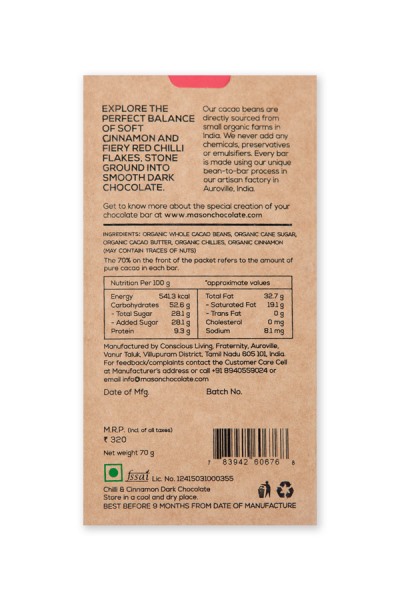 EXPLORE THE
PERFECT BALANCE
OF SOFT
CINNAMON AND
FIERY RED CHILLI
FLAKES, STONE
GROUND INTO
SMOOTH DARK
CHOCOLATE.
Our cacao beans are
directly sourced from
small organic farms in
India. We never add any
chemicals, preservatives
or emulsifiers. Every bar
is made using our unique
bean-to-bar process in
our artisan factory in
Auroville, India.
Get to know more about the special creation of your
chocolate bar at www.masonchocolate.com
INGREDIENTS: ORGANIC WHOLE CACAO BEANS, ORGANIC CANE SUGAR,
ORGANIC CACAO BUTTER, ORGANIC CHILLIES, ORGANIC CINNAMON
(MAY CONTAIN TRACES OF NUTS)
The 70% on the front of the packet refers to the amount of
pure cacao in each bar.
Nutrition Per 100 g *approximate values
Energy 541.3 kcal
Carbohydrates 52.6 g
- Total Sugar 28.1 g
- Added Sugar 28.1 g
Protein 9.3 g
Total Fat 32.7 g
- Saturated Fat 19.1 g
- Trans Fat 0 g
Cholesterol 0 mg
Sodium 8.1 mg
Manufactured by Conscious Living, Fraternity, Auroville,
Vanur Taluk, Villupuram District, Tamil Nadu 605 101, India.
For feedback/complaints contact the Customer Care Cell
at Manufacturer's address or call +91 8940559024 or
email info@masonchocolate.com
Date of Mfg. Batch No.
M.R.P. (incl. of all taxes)
₹ 320
Net weight 70 g
7 83942 60676 8
fssai Lic. No. 12415031000355
Chilli & Cinnamon Dark Chocolate
Store in a cool and dry place.
BEST BEFORE 9 MONTHS FROM DATE OF MANUFACTURE